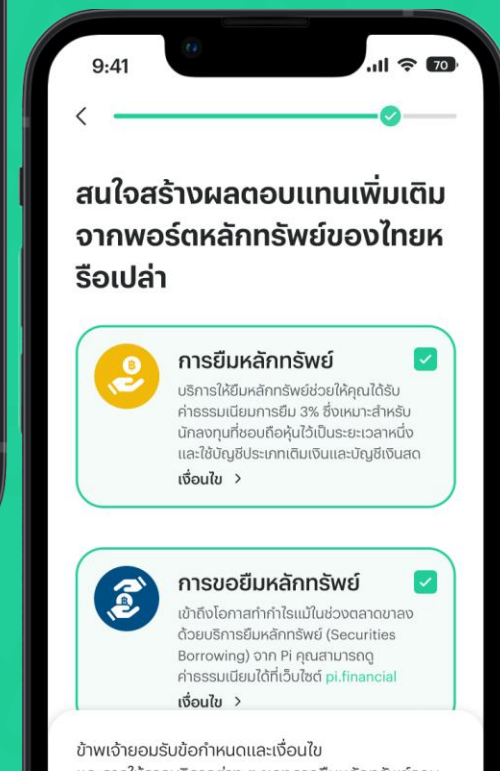 9:41
70
สนใจสร้างผลตอบแทนเพิ่มเติม
จากพอร์ตหลักทรัพย์ของไทยห
รือเปล่า
การยืมหลักทรัพย์
บริการให้ยืมหลักทรัพย์ช่วยให้คุณได้รับ
ค่าธรรมเนียมการยืม 3% ซึ่งเหมาะสำหรับ
นักลงทุนที่ชอบถือหุ้นไว้เป็นระยะเวลาหนึ่ง
และใช้บัญชีประเภทเติมเงินและบัญชีเงินสด
เงื่อนไข >
การขอยืมหลักทรัพย์
เข้าถึงโอกาสทำกำไรแม้ในช่วงตลาดขาลง
ด้วยบริการยืมหลักทรัพย์ (Securities
Borrowing) จาก Pi คุณสามารถดู
ค่าธรรมเนียมได้ที่เว็บไซต์ pi.financial
เงื่อนไข >
ข้าพเจ้ายอมรับข้อกำหนดและเงื่อนไข